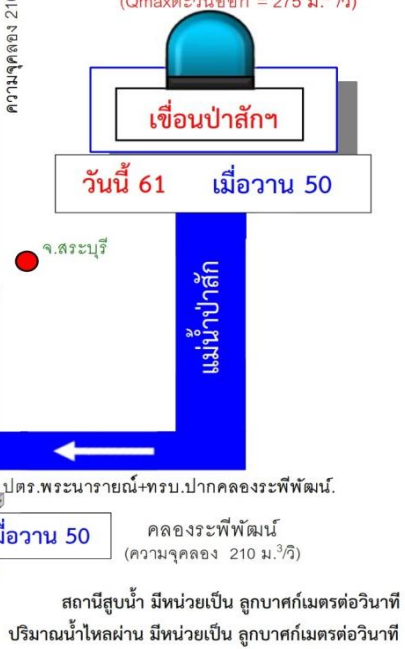 (Qmaxตะวันออก = 275 ม.³/วิ)
ความจุคลอง 210
เขื่อนป่าสักฯ
วันนี้ 61 เมื่อวาน 50
จ.สระบุรี
แม่น้ำป่าสัก
ปตร.พระนารายณ์+ทรบ.ปากคลองระพีพัฒน์.
เมื่อวาน 50
คลองระพีพัฒน์
(ความจุคลอง 210 ม.³/วิ)
สถานีสูบน้ำ มีหน่วยเป็น ลูกบาศก์เมตรต่อวินาที
ปริมาณน้ำไหลผ่าน มีหน่วยเป็น ลูกบาศก์เมตรต่อวินาที